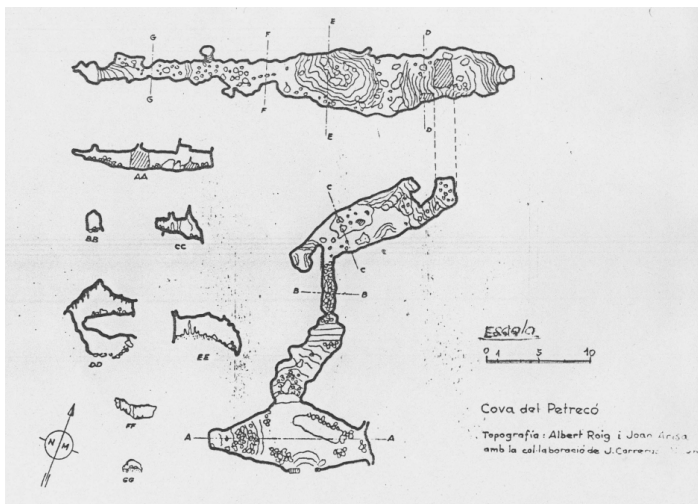 G F E D
G F E D
AA
BB CC
C
C
B B
DD EE
FF
GG
N M
A A
Escala
0 1 5 10
Cova del Petrecó
Topografia: Albert Roig i Joan
amb la col·laboració de J. Carreras